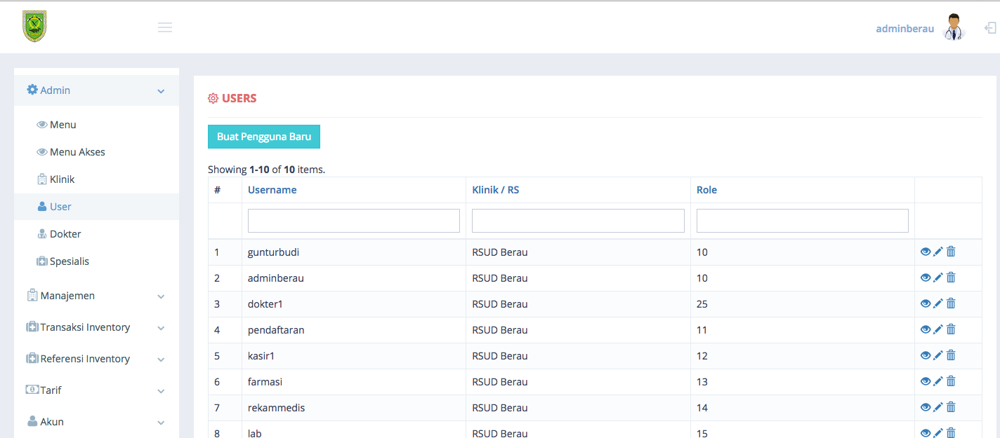 adminberau
Admin
Menu
Menu Akses
Klinik
User
Dokter
Spesialis
Manajemen
Transaksi Inventory
Referensi Inventory
Tarif
Akun
USERS
Buat Pengguna Baru
Showing 1-10 of 10 items.
# Username Klinik / RS Role
1 gunturbudi RSUD Berau 10
2 adminberau RSUD Berau 10
3 dokter1 RSUD Berau 25
4 pendaftaran RSUD Berau 11
5 kasir1 RSUD Berau 12
6 farmasi RSUD Berau 13
7 rekammedis RSUD Berau 14
8 lab RSUD Berau 15